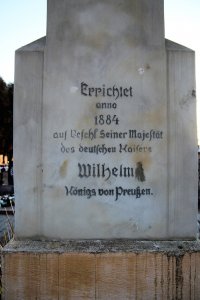 Errichtet
anno
1884
auf Befehl Seiner Majestät
des deutschen Kaisers
Wilhelm
Königs von Preußen.